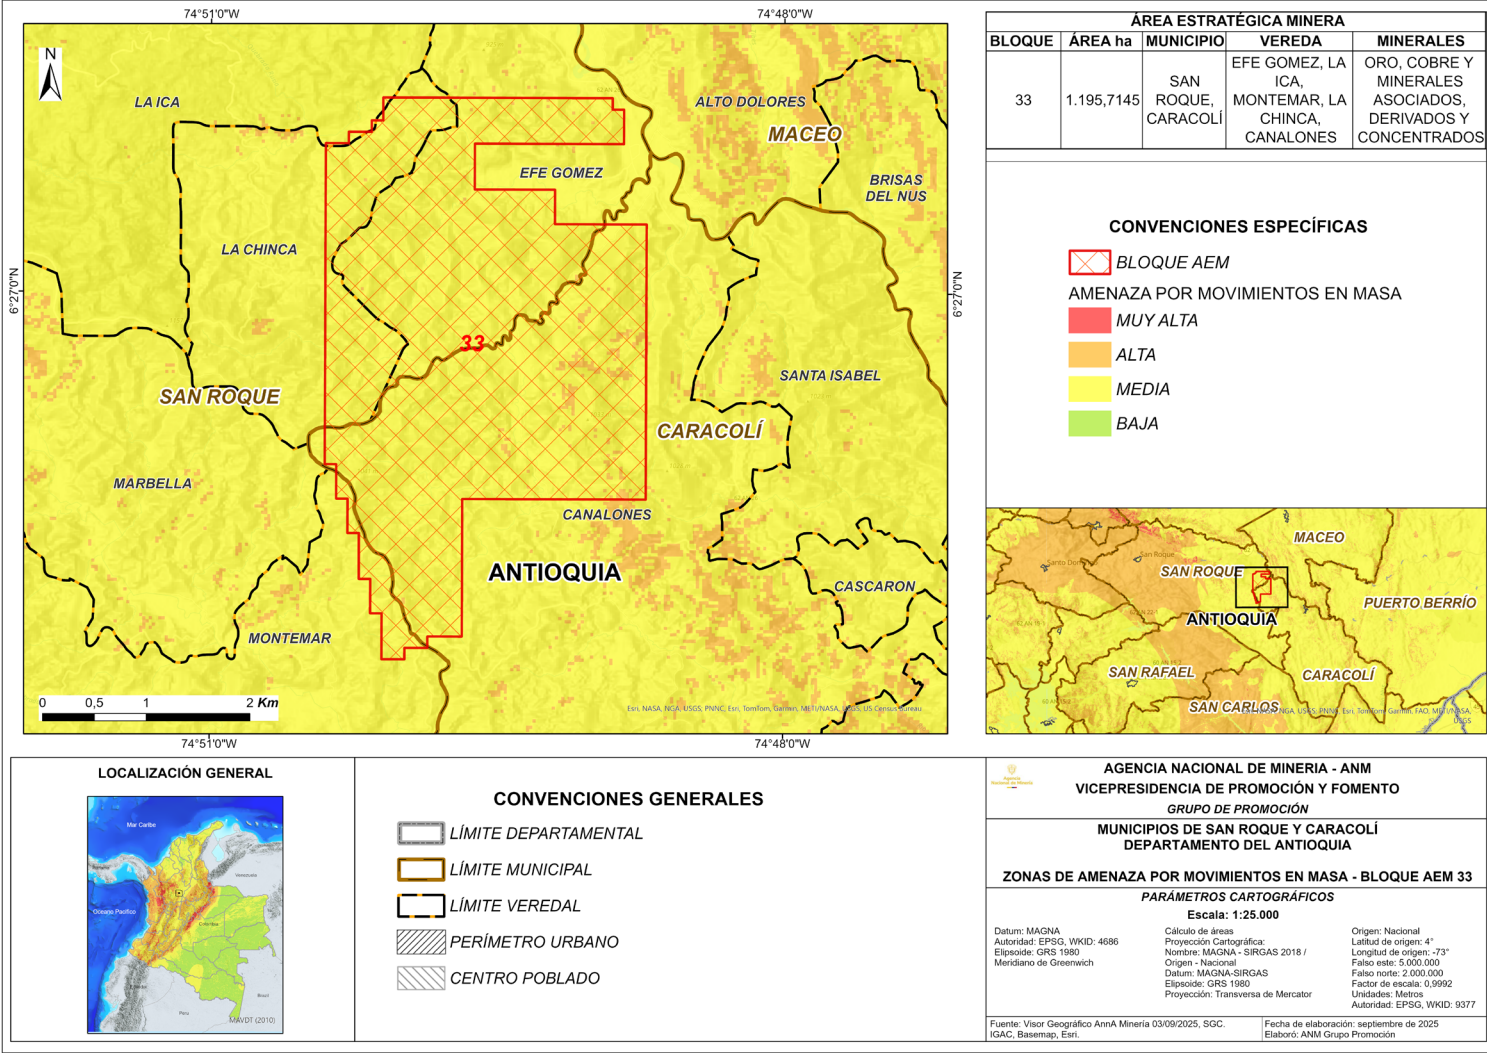 74°51'0"W
74°48'0"W
N
LA ICA
ALTO DOLORES
MACEO
EFE GOMEZ
BRISAS
DEL NUS
LA CHINCA
6°27'0"N
6°27'0"N
33
SANTA ISABEL
SAN ROQUE
CARACOLÍ
MARBELLA
CANALONES
ANTIOQUIA
CASCARON
MONTEMAR
0 0,5 1 2 Km
Esri, NASA, NGA, USGS; PNNC, Esri, TomTom, Garmin, METI/NASA, USGS, US Census Bureau
74°51'0"W
74°48'0"W
ÁREA ESTRATÉGICA MINERA
BLOQUE ÁREA ha MUNICIPIO VEREDA MINERALES
33
1.195,7145
SAN
ROQUE,
CARACOLÍ
EFE GOMEZ, LA
ICA,
MONTEMAR, LA
CHINCA,
CANALONES
ORO, COBRE Y
MINERALES
ASOCIADOS,
DERIVADOS Y
CONCENTRADOS
CONVENCIONES ESPECÍFICAS
BLOQUE AEM
AMENAZA POR MOVIMIENTOS EN MASA
MUY ALTA
ALTA
MEDIA
BAJA
MACEO
San Roque
SAN ROQUE
PUERTO BERRÍO
ANTIOQUIA
SAN RAFAEL
CARACOLÍ
SAN CARLOS
USGS
LOCALIZACIÓN GENERAL
Mar Caribe
Venezuela
Océano Pacífico
Colombia
Ecuador
Brasil
Peru
MAVDT (2010)
CONVENCIONES GENERALES
LÍMITE DEPARTAMENTAL
LÍMITE MUNICIPAL
LÍMITE VEREDAL
PERÍMETRO URBANO
CENTRO POBLADO
Agencia
Nacional de Minería
AGENCIA NACIONAL DE MINERIA - ANM
VICEPRESIDENCIA DE PROMOCIÓN Y FOMENTO
GRUPO DE PROMOCIÓN
MUNICIPIOS DE SAN ROQUE Y CARACOLÍ
DEPARTAMENTO DEL ANTIOQUIA
ZONAS DE AMENAZA POR MOVIMIENTOS EN MASA - BLOQUE AEM 33
PARÁMETROS CARTOGRÁFICOS
Escala: 1:25.000
Datum: MAGNA
Autoridad: EPSG, WKID: 4686
Elipsoide: GRS 1980
Meridiano de Greenwich
Cálculo de áreas
Proyección Cartográfica:
Nombre: MAGNA - SIRGAS 2018 /
Origen - Nacional
Datum: MAGNA-SIRGAS
Elipsoide: GRS 1980
Proyección: Transversa de Mercator
Origen: Nacional
Latitud de origen: 4°
Longitud de origen: -73°
Falso este: 5.000.000
Falso norte: 2.000.000
Factor de escala: 0,9992
Unidades: Metros
Autoridad: EPSG, WKID: 9377
Fuente: Visor Geográfico AnnA Minería 03/09/2025, SGC.
IGAC, Basemap, Esri.
Fecha de elaboración: septiembre de 2025
Elaboró: ANM Grupo Promoción